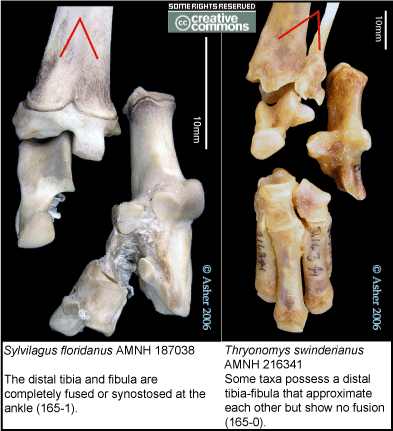 SOME RIGHTS RESERVED
cc creative commons
10mm
© Asher 2006
10mm
© Asher 2006
Sylvilagus floridanus AMNH 187038
The distal tibia and fibula are
completely fused or synostosed at the
ankle (165-1).
Thryonomys swinderianus
AMNH 216341
Some taxa possess a distal
tibia-fibula that approximate
each other but show no fusion
(165-0).